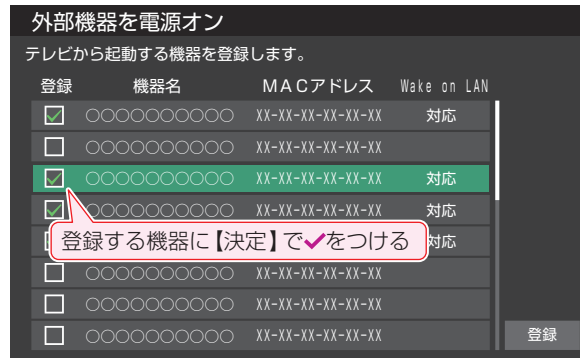 外部機器を電源オン
テレビから起動する機器を登録します。
登録 機器名 MACアドレス Wake on LAN
○○○○○○○○○○ XX-XX-XX-XX-XX-XX 対応
○○○○○○○○○○ XX-XX-XX-XX-XX-XX
○○○○○○○○○○ XX-XX-XX-XX-XX-XX 対応
○○○○○○○○○○ XX-XX-XX-XX-XX-XX 対応
登録する機器に【決定】で✓をつける 対応
○○○○○○○○○○ XX-XX-XX-XX-XX-XX
○○○○○○○○○○ XX-XX-XX-XX-XX-XX
○○○○○○○○○○ XX-XX-XX-XX-XX-XX
登録